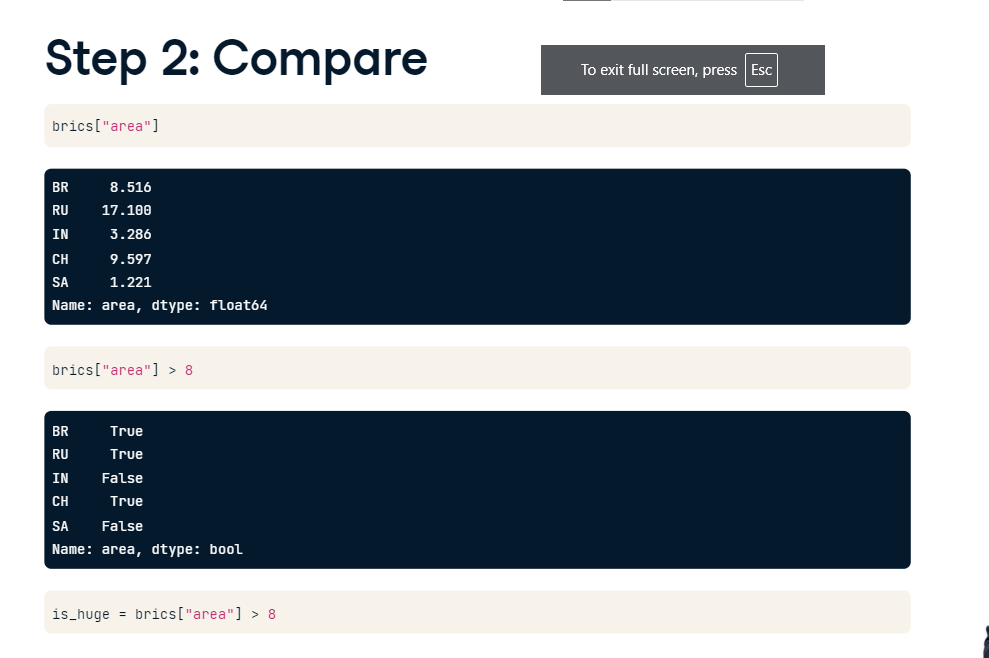 Step 2: Compare
To exit full screen, press Esc
brics["area"]
BR     8.516
RU    17.100
IN     3.286
CH     9.597
SA     1.221
Name: area, dtype: float64
brics["area"] > 8
BR     True
RU     True
IN    False
CH     True
SA    False
Name: area, dtype: bool
is_huge = brics["area"] > 8